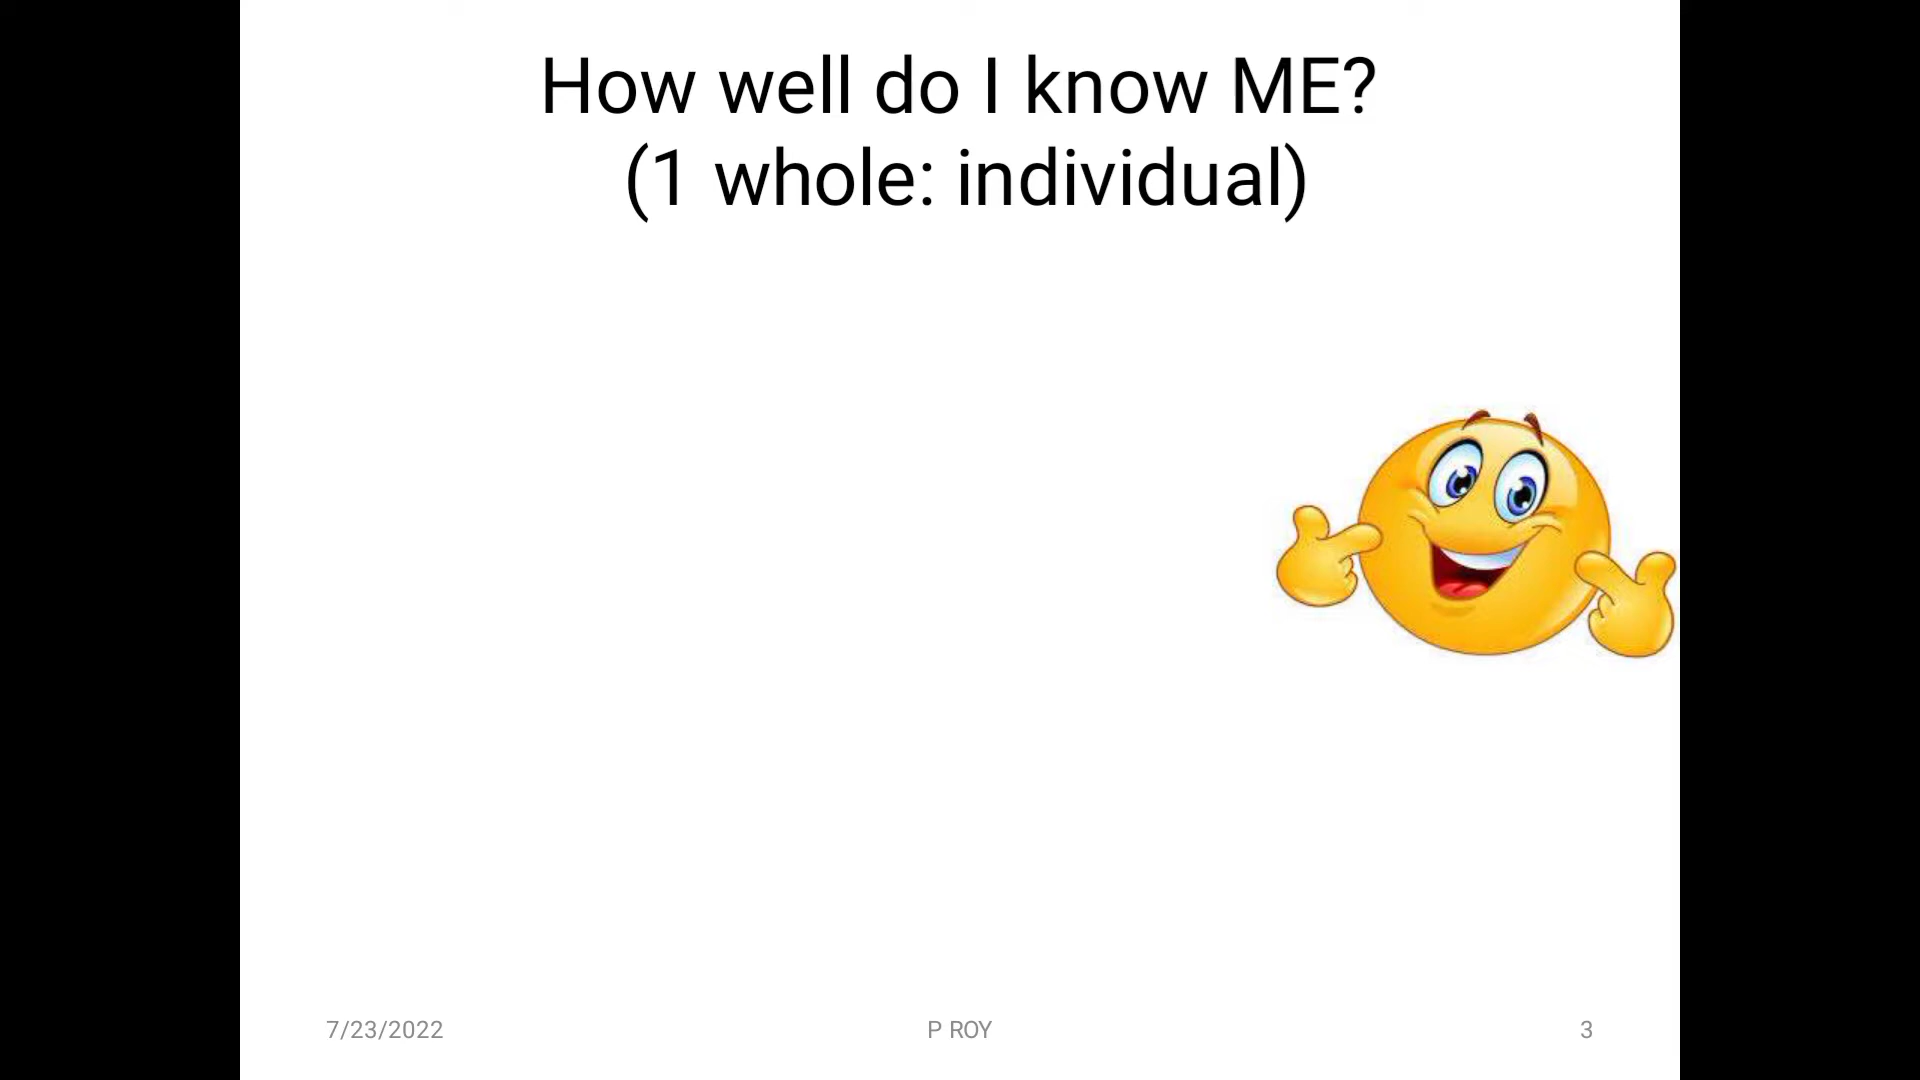 How well do I know ME?
(1 whole: individual)
7/23/2022
P ROY
3